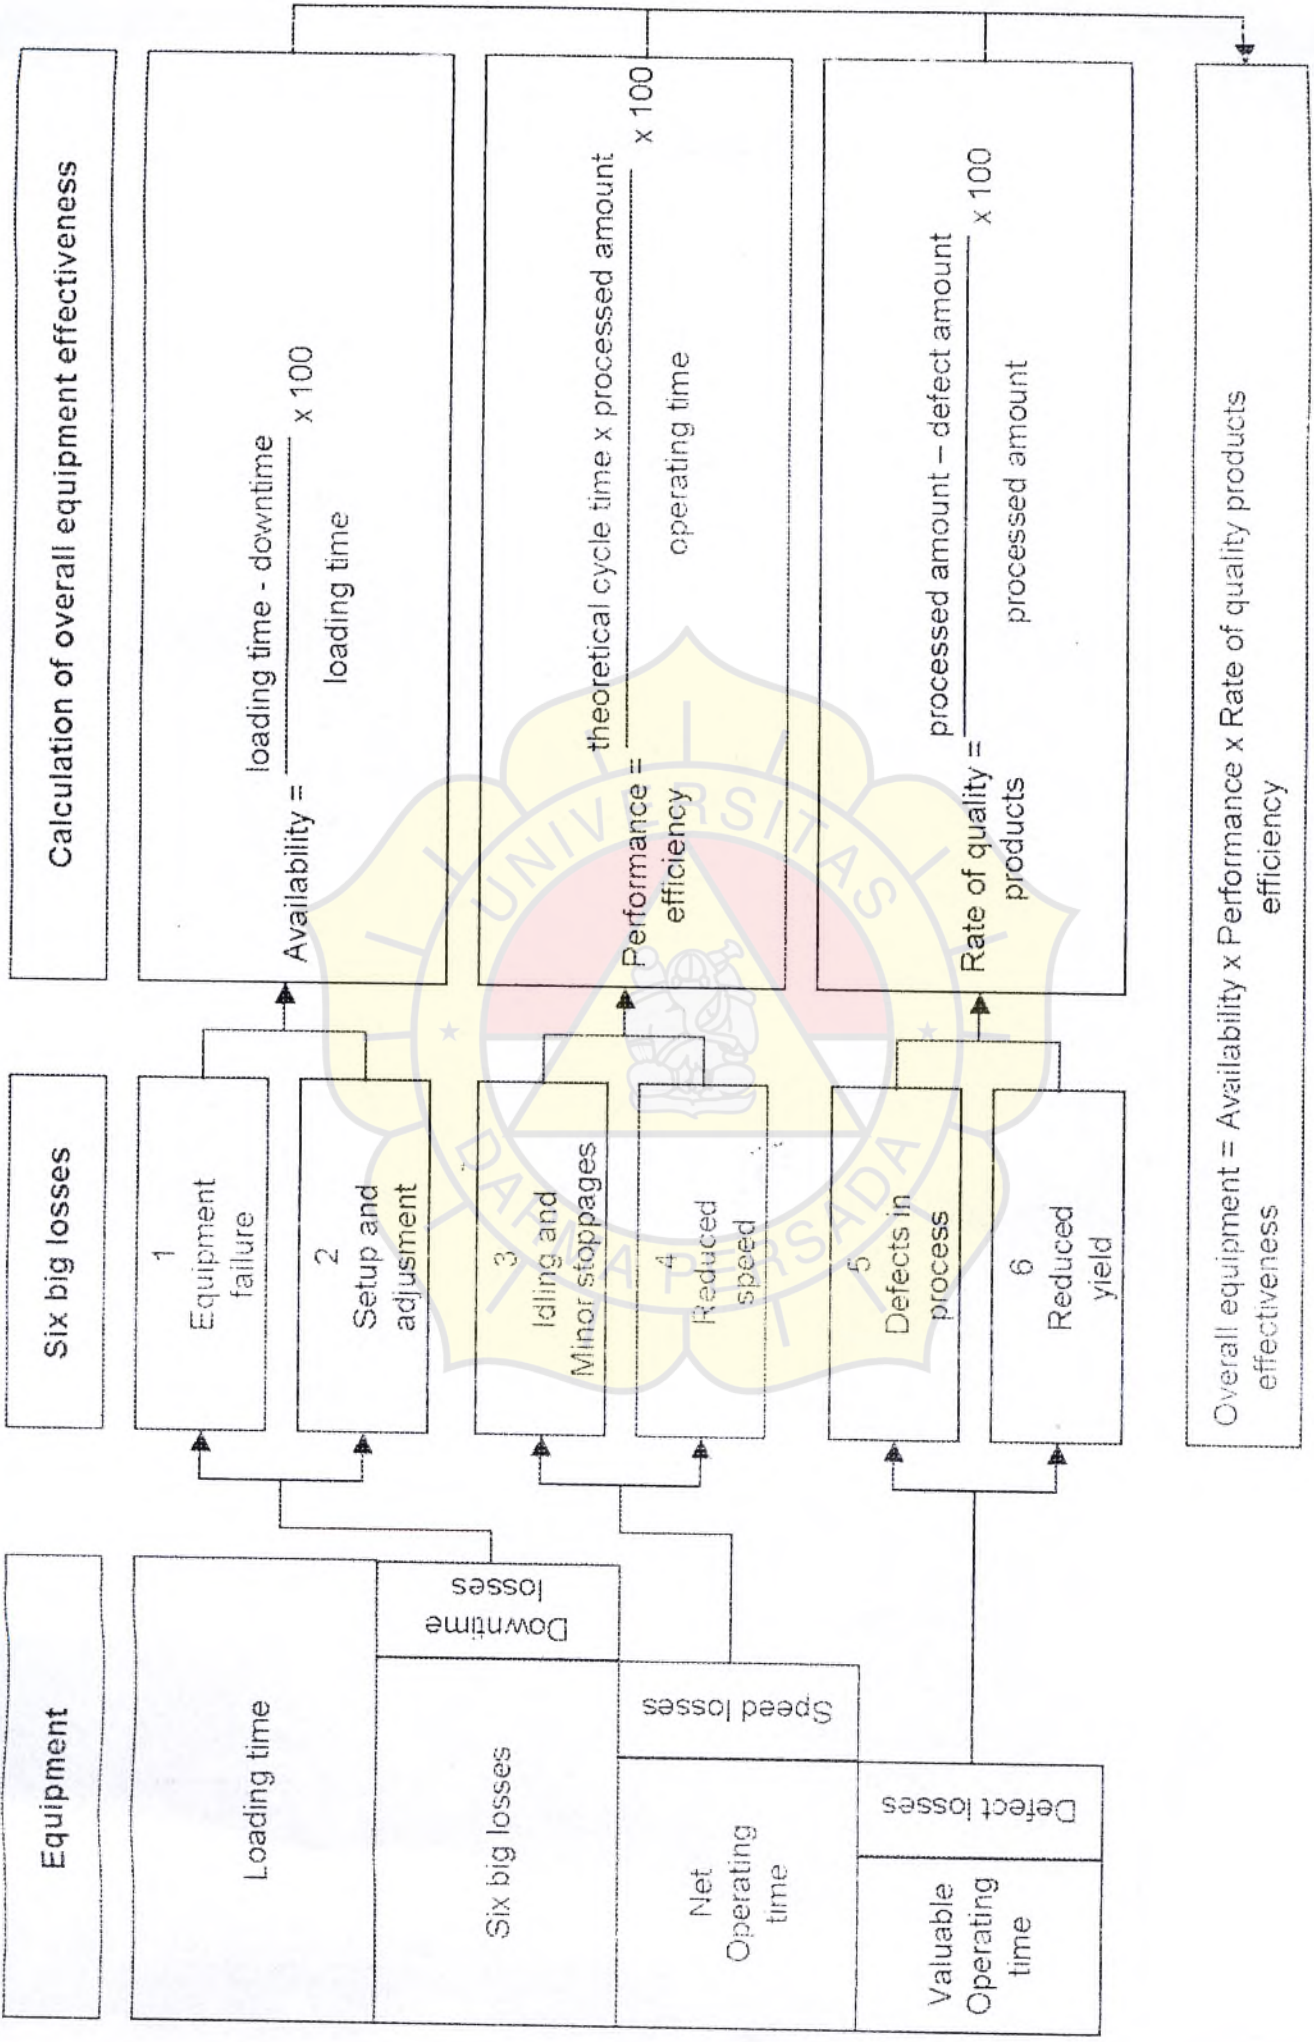 Equipment
Six big losses
Calculation of overall equipment effectiveness
Loading time
Six big losses
Downtime
losses
Net
Operating
time
Speed losses
Valuable
Operating
time
Defect losses
1
Equipment
failure
2
Setup and
adjusment
3
Idling and
Minor stoppages
4
Reduced
speed
5
Defects in
process
6
Reduced
yield
loading time - downtime
Availability = x 100
loading time
theoretical cycle time x processed amount
Performance = x 100
efficiency operating time
processed amount – defect amount
Rate of quality = x 100
products processed amount
Overall equipment = Availability x Performance x Rate of quality products
effectiveness efficiency
UNIVERSITAS
DARMA PERSADA